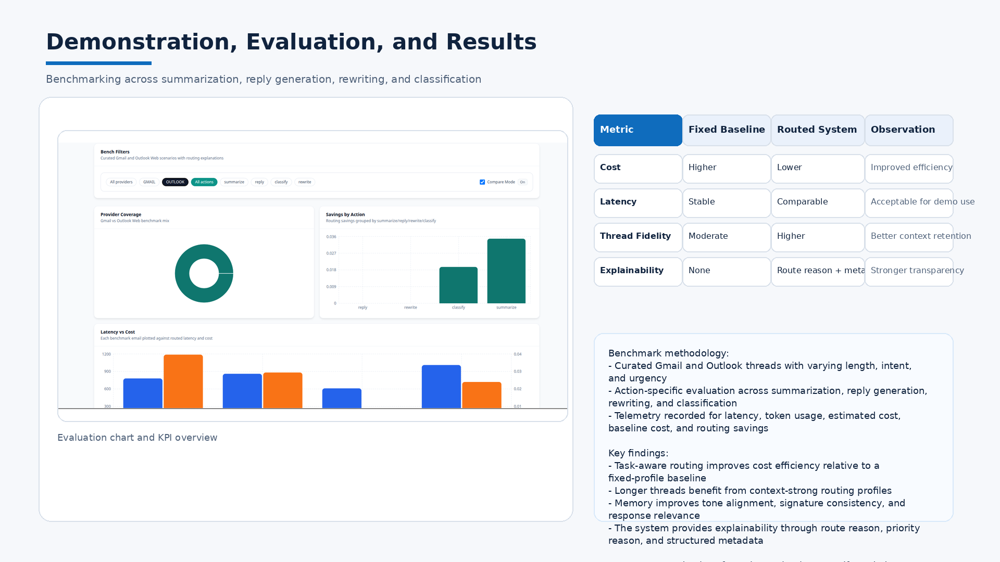 Demonstration, Evaluation, and Results
Benchmarking across summarization, reply generation, rewriting, and classification
Bench Filters
Curated Gmail and Outlook Web scenarios with routing explanations
All providers GMAIL OUTLOOK All actions summarize reply classify rewrite Compare Mode On
Provider Coverage
Gmail vs Outlook Web benchmark mix
Savings by Action
Routing savings grouped by summarize/reply/rewrite/classify
0.036
0.027
0.018
0.009
0
reply rewrite classify summarize
Latency vs Cost
Each benchmark email plotted against routed latency and cost
1200 0.04
900 0.03
600 0.02
300 0.01
Evaluation chart and KPI overview
Metric Fixed Baseline Routed System Observation
Cost Higher Lower Improved efficiency
Latency Stable Comparable Acceptable for demo use
Thread Fidelity Moderate Higher Better context retention
Explainability None Route reason + meta Stronger transparency
Benchmark methodology:
- Curated Gmail and Outlook threads with varying length, intent,
and urgency
- Action-specific evaluation across summarization, reply generation,
rewriting, and classification
- Telemetry recorded for latency, token usage, estimated cost,
baseline cost, and routing savings
Key findings:
- Task-aware routing improves cost efficiency relative to a
fixed-profile baseline
- Longer threads benefit from context-strong routing profiles
- Memory improves tone alignment, signature consistency, and
response relevance
- The system provides explainability through route reason, priority
reason, and structured metadata